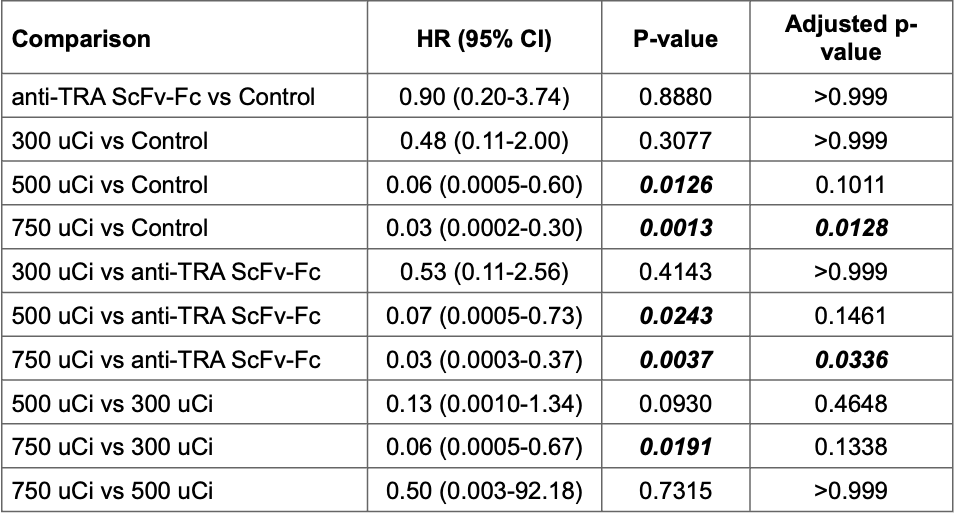 Comparison HR (95% CI) P-value Adjusted p-
value
anti-TRA ScFv-Fc vs Control 0.90 (0.20-3.74) 0.8880 >0.999
300 uCi vs Control 0.48 (0.11-2.00) 0.3077 >0.999
500 uCi vs Control 0.06 (0.0005-0.60) 0.0126 0.1011
750 uCi vs Control 0.03 (0.0002-0.30) 0.0013 0.0128
300 uCi vs anti-TRA ScFv-Fc 0.53 (0.11-2.56) 0.4143 >0.999
500 uCi vs anti-TRA ScFv-Fc 0.07 (0.0005-0.73) 0.0243 0.1461
750 uCi vs anti-TRA ScFv-Fc 0.03 (0.0003-0.37) 0.0037 0.0336
500 uCi vs 300 uCi 0.13 (0.0010-1.34) 0.0930 0.4648
750 uCi vs 300 uCi 0.06 (0.0005-0.67) 0.0191 0.1338
750 uCi vs 500 uCi 0.50 (0.003-92.18) 0.7315 >0.999